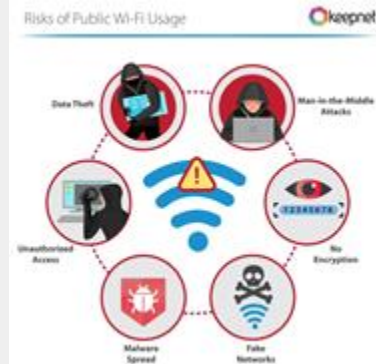 Risks of Public Wi-Fi Usage
keepnet
Data Theft
Man-in-the-Middle
Attacks
Unauthorized
Access
12345678
No
Encryption
Malware
Spread
Fake
Networks